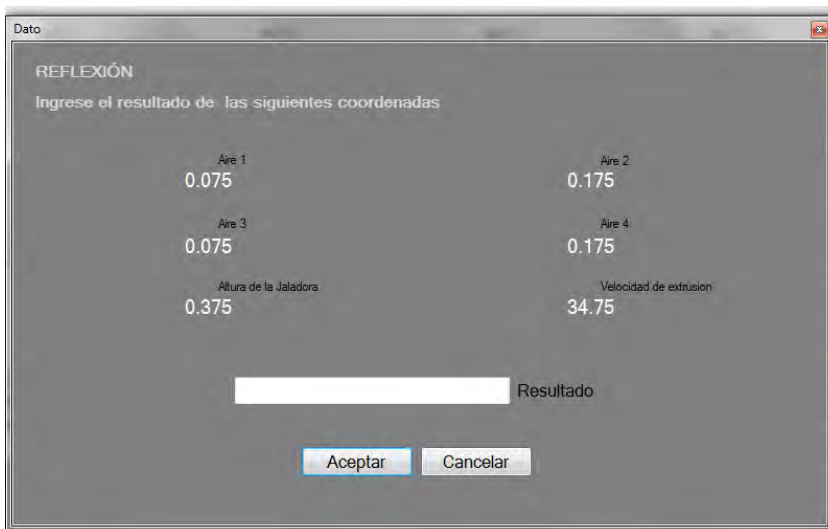 Dato
REFLEXIÓN
Ingrese el resultado de las siguientes coordenadas
Aire 1
0.075
Aire 2
0.175
Aire 3
0.075
Aire 4
0.175
Altura de la Jaladora
0.375
Velocidad de extrusion
34.75
Resultado
Aceptar
Cancelar